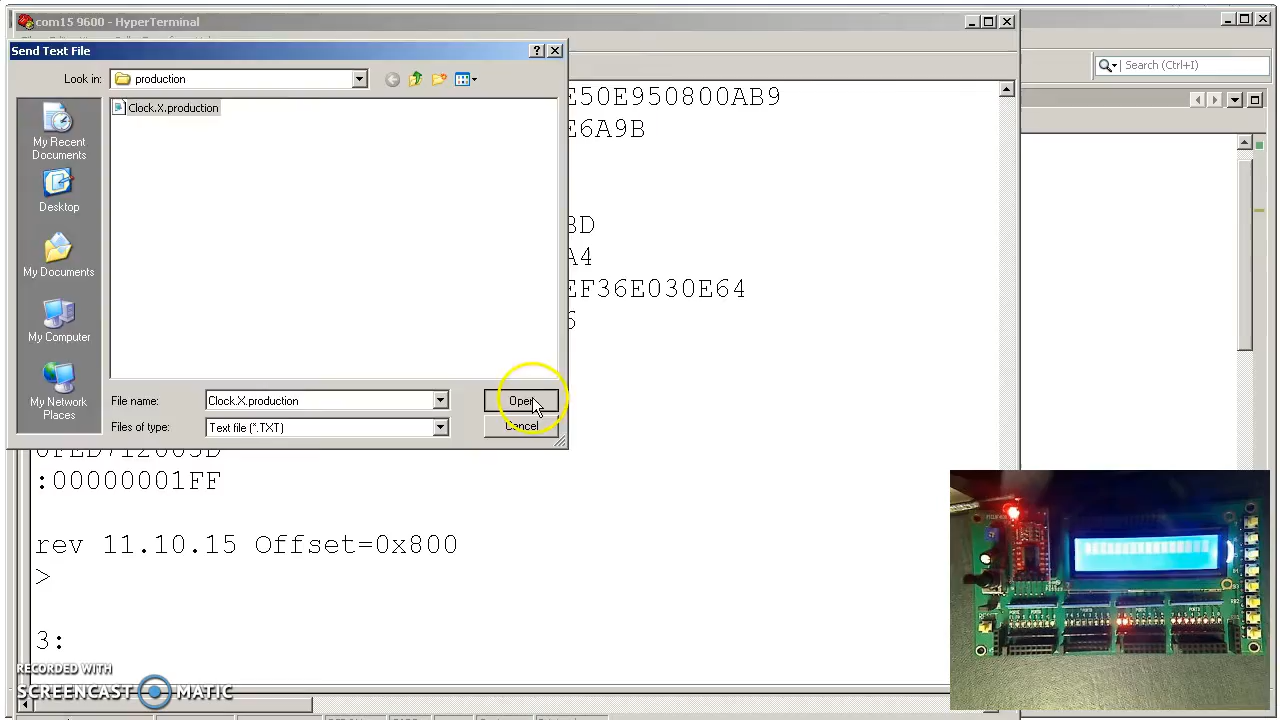 com15 9600 - HyperTerminal
Send Text File
Look in:
production
Search (Ctrl+I)
Clock.X.production
My Recent
Documents
Desktop
My Documents
My Computer
My Network
Places
E50E950800AB9
E6A9B
BD
A4
EF36E030E64
6
File name:
Clock.X.production
Open
Files of type:
Text file (*.TXT)
Cancel
:00000001FF
rev 11.10.15 Offset=0x800
>
3:
RECORDED WITH
SCREENCAST MATIC